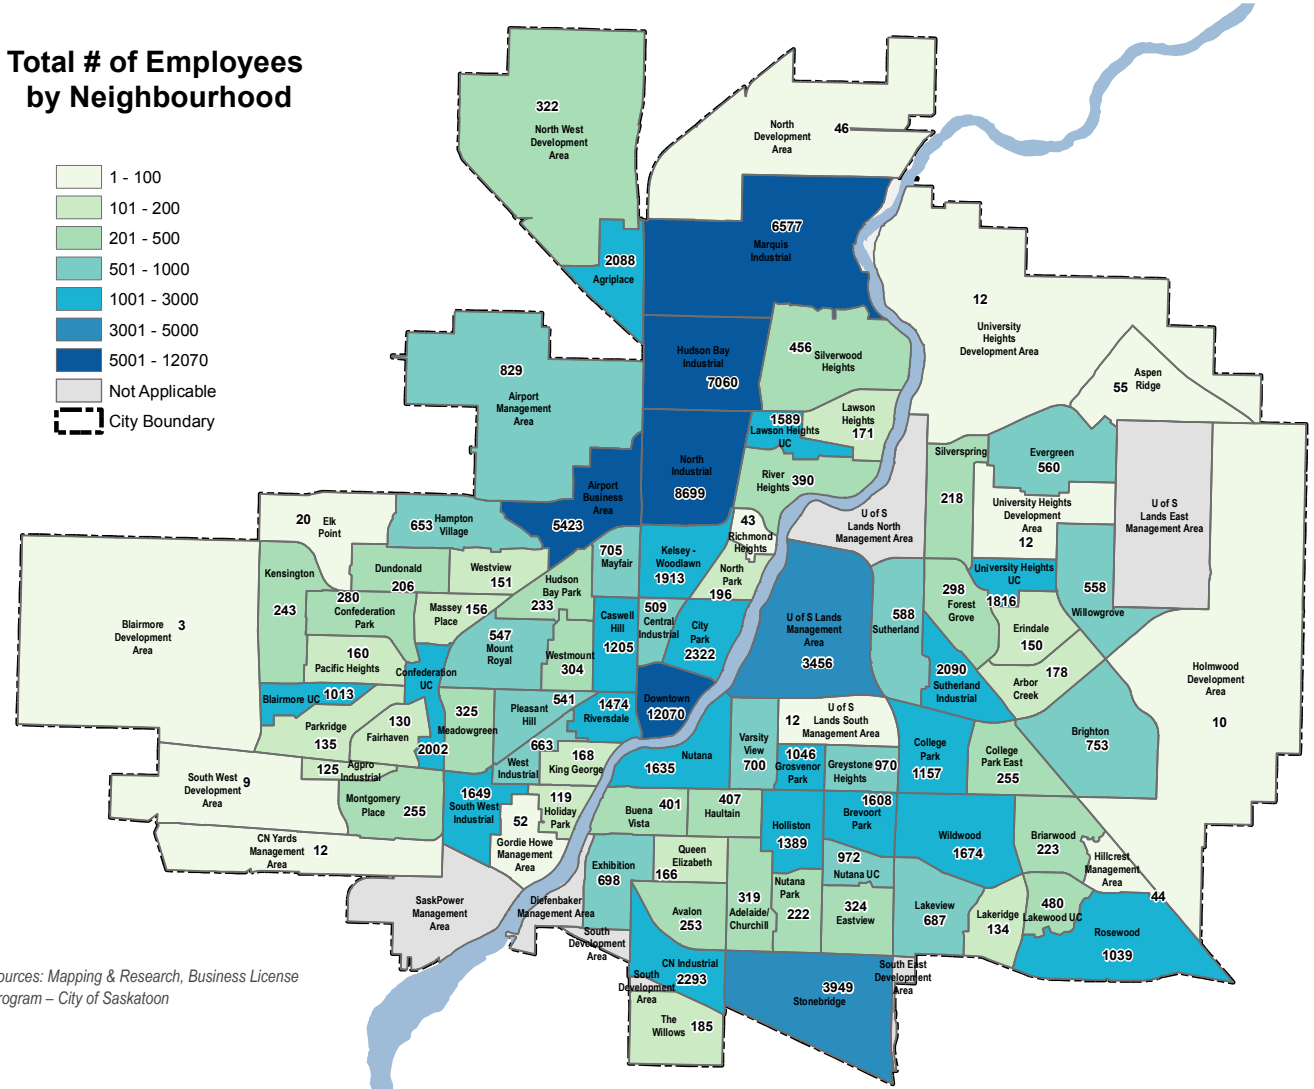 Total # of Employees
by Neighbourhood
1 - 100
101 - 200
201 - 500
501 - 1000
1001 - 3000
3001 - 5000
5001 - 12070
Not Applicable
City Boundary
322
North West
Development
Area
46
North
Development
Area
6577
Marquis
Industrial
2088
Agriplace
12
University
Heights
Development Area
55
Aspen
Ridge
829
Airport
Management
Area
Hudson Bay
Industrial
7060
456
Silverwood
Heights
1589
Lawson Heights
UC
Lawson
Heights
171
North
Industrial
8699
River
Heights
390
Airport
Business
Area
5423
Silverspring
218
Evergreen
560
University Heights
Development
Area
12
U of S
Lands East
Management Area
U of S
Lands North
Management Area
43
Richmond
Heights
20
Elk
Point
653
Hampton
Village
705
Mayfair
Kelsey -
Woodlawn
1913
North
Park
196
Kensington
243
Dundonald
206
Westview
151
280
Confederation
Park
Massey
Place
156
Hudson
Bay Park
233
Blairmore
Development
Area
3
160
Pacific Heights
547
Mount
Royal
Westmount
304
Caswell
Hill
1205
509
Central
Industrial
City
Park
2322
U of S Lands
Management
Area
3456
588
Sutherland
298
Forest
Grove
University Heights
UC
1816
558
Willowgrove
Erindale
150
178
Arbor
Creek
2090
Sutherland
Industrial
Holmwood
Development
Area
10
Blairmore UC
1013
Confederation
UC
2002
Parkridge
135
130
Fairhaven
325
Meadowgreen
Pleasant
Hill
541
1474
Riversdale
Downtown
12070
663
West
Industrial
168
King George
1635
Nutana
Varsity
View
700
12
U of S
Lands South
Management Area
1046
Grosvenor
Park
Greystone
Heights
970
College
Park
1157
College
Park East
255
Brighton
753
South West
Development
Area
9
125
Agpro
Industrial
Montgomery
Place
255
1649
South West
Industrial
52
Gordie Howe
Management
Area
119
Holiday
Park
CN Yards
Management
Area
12
Buena
Vista
401
407
Haultain
Holliston
1389
1608
Brevoort
Park
Wildwood
1674
Briarwood
223
Hillcrest
Management
Area
44
Exhibition
698
Queen
Elizabeth
166
972
Nutana UC
SaskPower
Management
Area
Diefenbaker
Management Area
South
Development
Area
Avalon
253
319
Adelaide/
Churchill
Nutana
Park
222
324
Eastview
Lakeview
687
Lakeridge
134
480
Lakewood UC
Rosewood
1039
CN Industrial
2293
South
Development
Area
3949
Stonebridge
South East
Development
Area
The
Willows
185
ources: Mapping & Research, Business License
rogram – City of Saskatoon